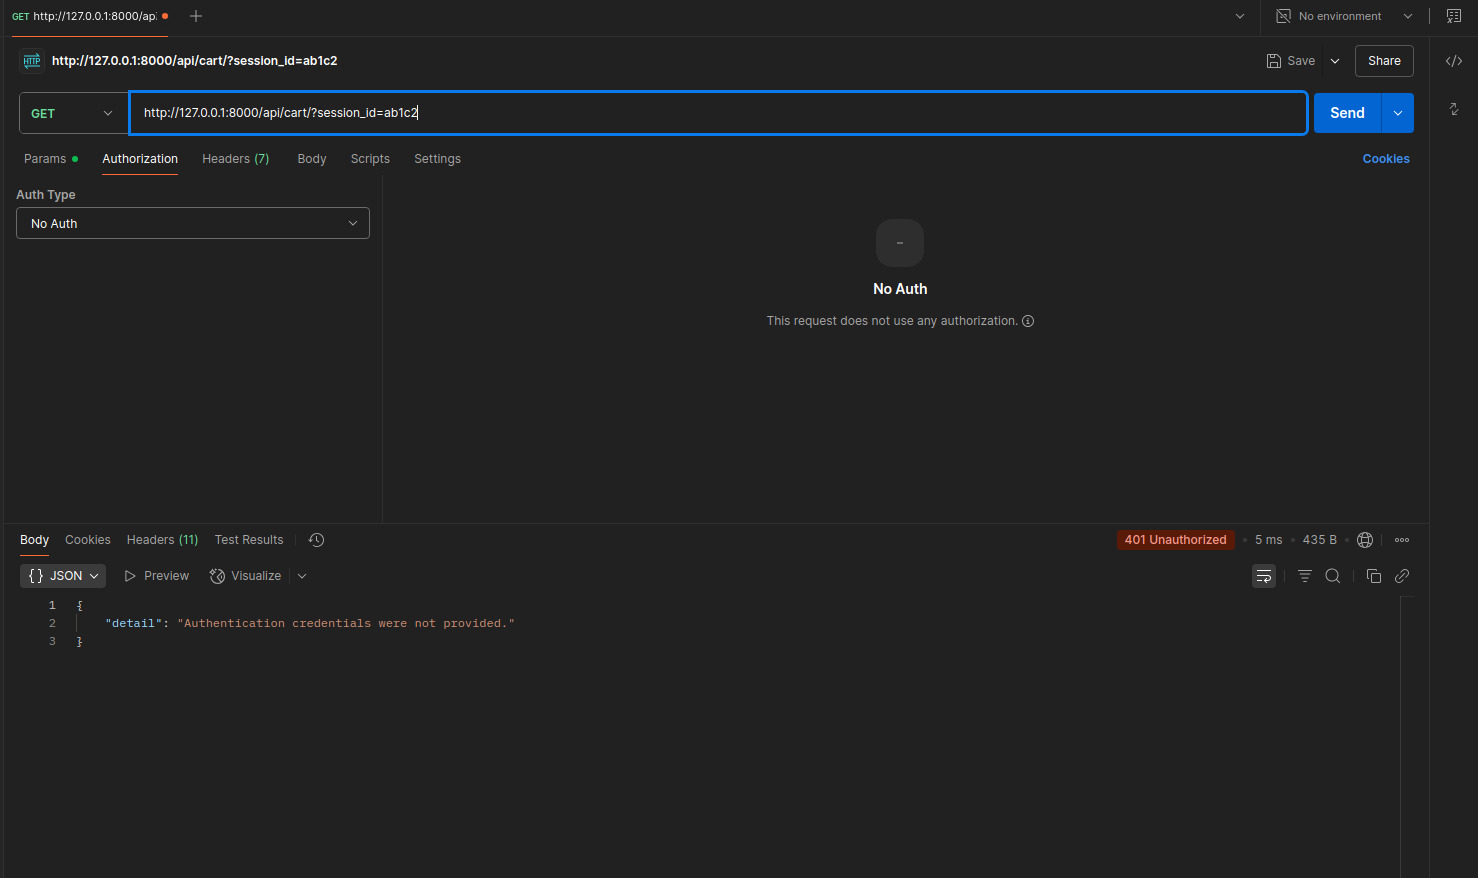 GET http://127.0.0.1:8000/ap
No environment
HTTP http://127.0.0.1:8000/api/cart/?session_id=ab1c2
Save
Share
GET
http://127.0.0.1:8000/api/cart/?session_id=ab1c2
Send
Params
Authorization
Headers (7)
Body
Scripts
Settings
Cookies
Auth Type
No Auth
-
No Auth
This request does not use any authorization.
Body
Cookies
Headers (11)
Test Results
401 Unauthorized
5 ms
435 B
{ } JSON
Preview
Visualize
1 {
2 "detail": "Authentication credentials were not provided."
3 }